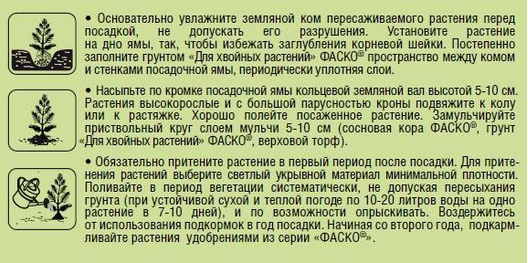 • Основательно увлажните земляной ком пересаживаемого растения перед
посадкой, не допускать его разрушения. Установите растение
на дно ямы, так, чтобы избежать заглубления корневой шейки. Постепенно
заполните грунтом «Для хвойных растений» ФАСКО® пространство между комом
и стенками посадочной ямы, периодически уплотняя слои.
• Насыпьте по кромке посадочной ямы кольцевой земляной вал высотой 5-10 см.
Растения высокорослые и с большой парусностью кроны подвяжите к колу
или к растяжке. Хорошо полейте посаженное растение. Замульчируйте
приствольный круг слоем мульчи 5-10 см (сосновая кора ФАСКО®, грунт
«Для хвойных растений» ФАСКО®, верховой торф).
• Обязательно притените растение в первый период после посадки. Для прите-
нения растений выберите светлый укрывной материал минимальной плотности.
Поливайте в период вегетации систематически, не допуская пересыхания
грунта (при устойчивой сухой и теплой погоде по 10-20 литров воды на одно
растение в 7-10 дней), и по возможности опрыскивать. Воздержитесь
от использования подкормок в год посадки. Начиная со второго года, подкарм-
ливайте растения удобрениями из серии «ФАСКО®».